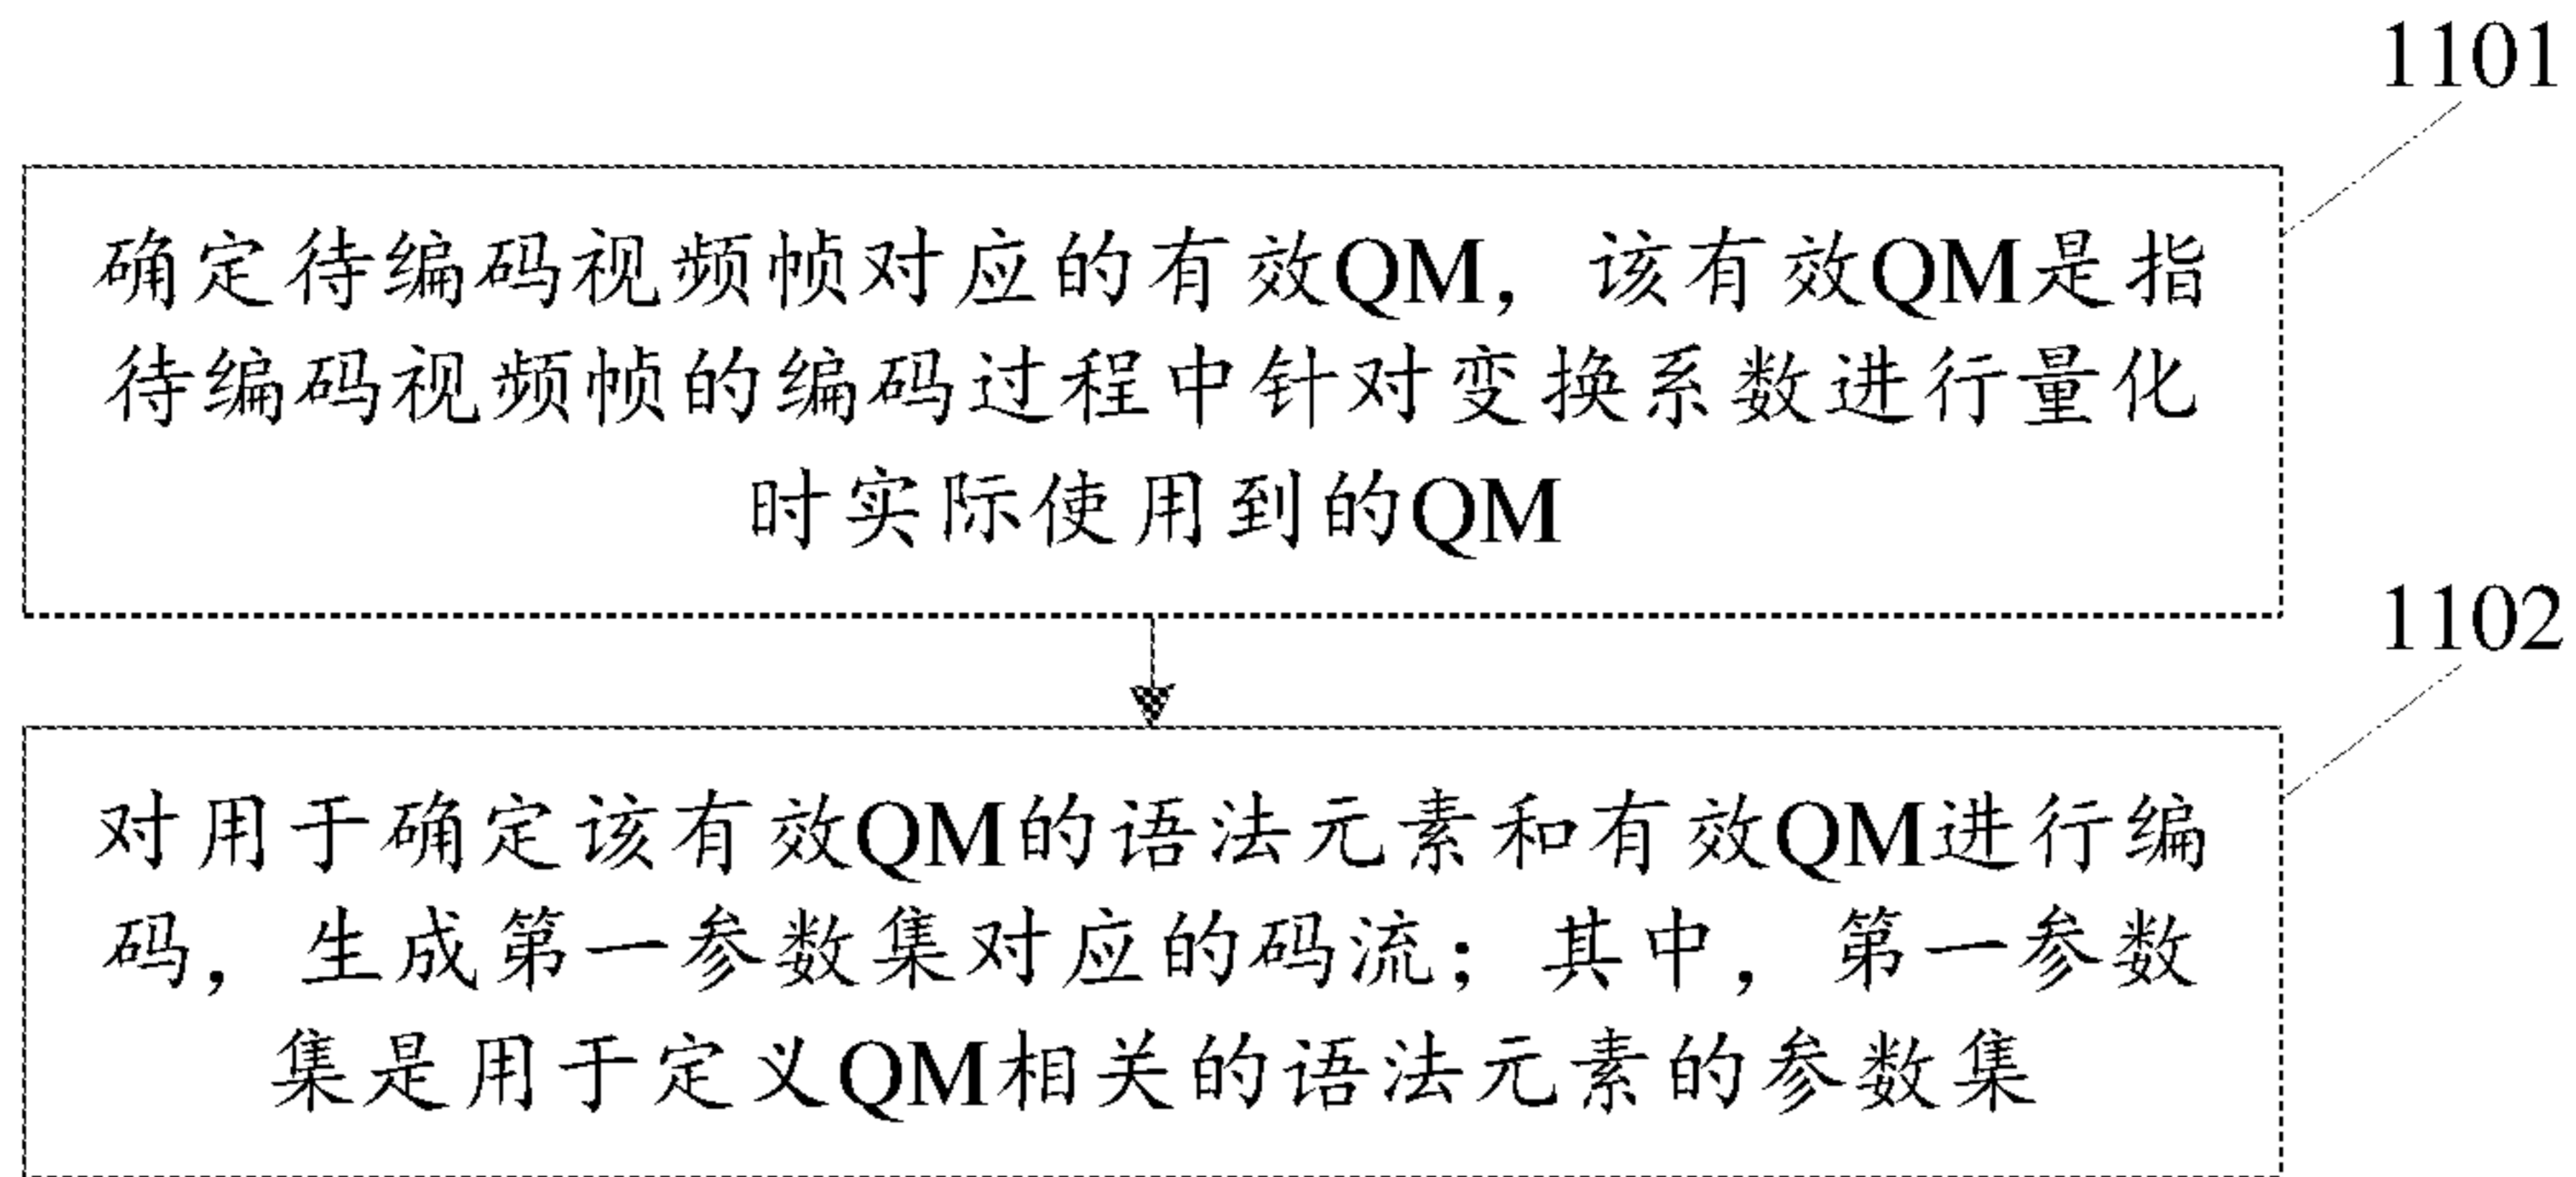 1101
确定待编码视频帧对应的有效QM，该有效QM是指
待编码视频帧的编码过程中针对变换系数进行量化
时实际使用到的QM
1102
对用于确定该有效QM的语法元素和有效QM进行编
码，生成第一参数集对应的码流；其中，第一参数
集是用于定义QM相关的语法元素的参数集